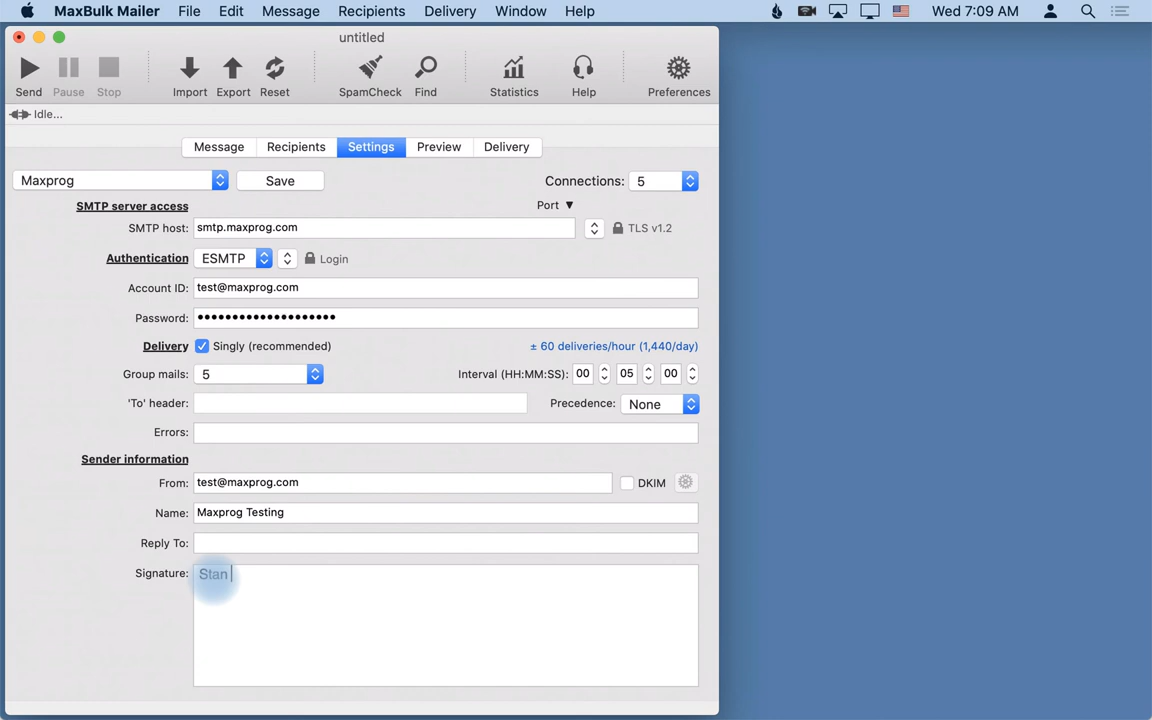 MaxBulk Mailer File Edit Message Recipients Delivery Window Help Wed 7:09 AM
untitled
Send Pause Stop Import Export Reset SpamCheck Find Statistics Help Preferences
Idle...
Message Recipients Settings Preview Delivery
Maxprog Save Connections: 5
SMTP server access Port ▼
SMTP host: smtp.maxprog.com TLS v1.2
Authentication ESMTP Login
Account ID: test@maxprog.com
Password: ••••••••••••••••••••
Delivery Singly (recommended) ± 60 deliveries/hour (1,440/day)
Group mails: 5 Interval (HH:MM:SS): 00 05 00
'To' header: Precedence: None
Errors:
Sender information
From: test@maxprog.com DKIM
Name: Maxprog Testing
Reply To:
Signature: Stan